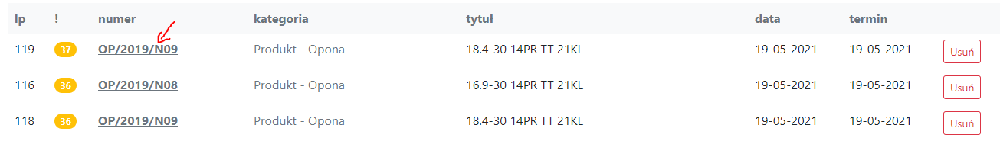 lp ! numer kategoria tytuł data termin
119 37 OP/2019/N09 Produkt - Opona 18.4-30 14PR TT 21KL 19-05-2021 19-05-2021 Usuń
116 36 OP/2019/N08 Produkt - Opona 16.9-30 14PR TT 21KL 19-05-2021 19-05-2021 Usuń
118 36 OP/2019/N09 Produkt - Opona 18.4-30 14PR TT 21KL 19-05-2021 19-05-2021 Usuń